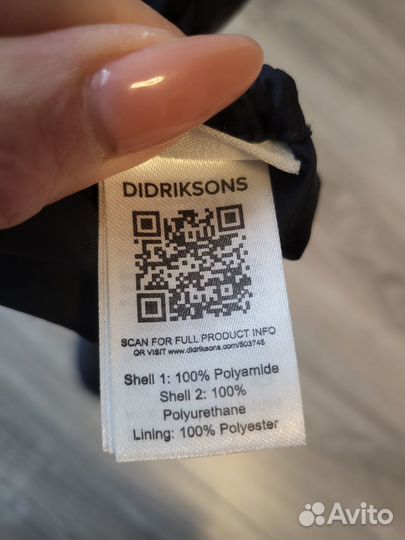 DIDRIKSONS
SCAN FOR FULL PRODUCT INFO
OR VISIT www.didriksons.com/503745
Shell 1: 100% Polyamide
Shell 2: 100%
Polyurethane
Lining: 100% Polyester
Avito